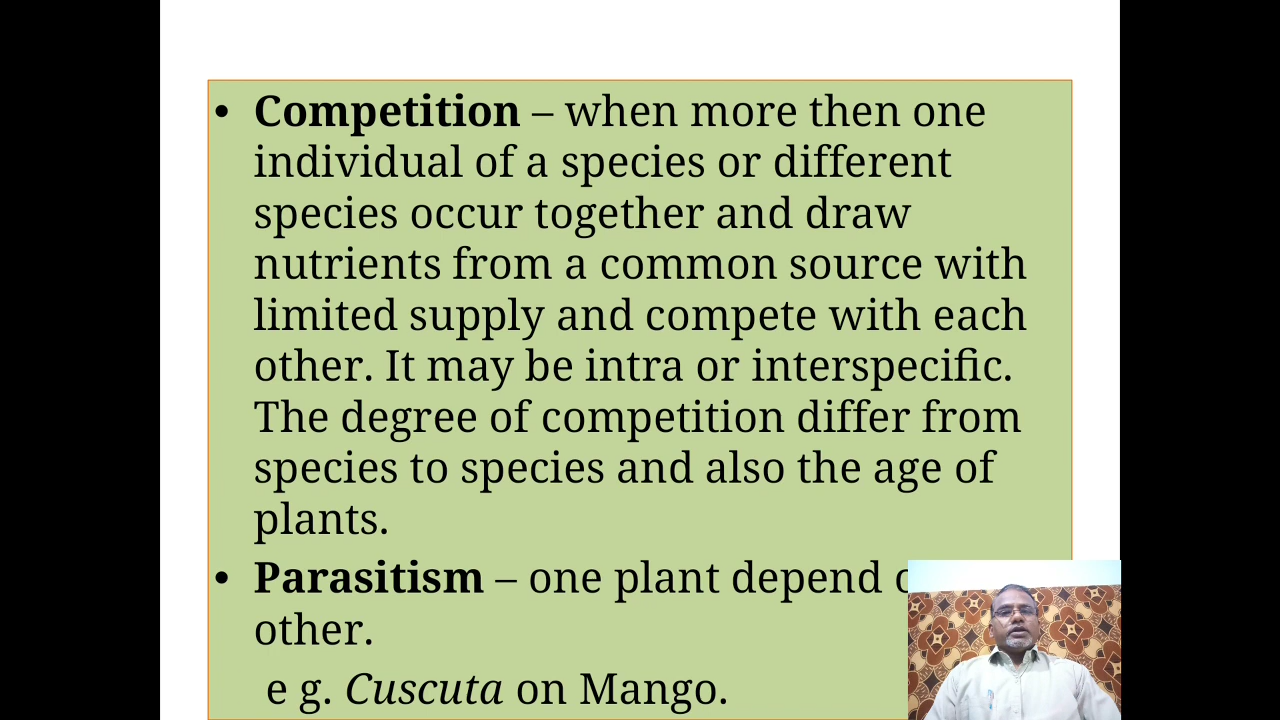 • Competition – when more then one
individual of a species or different
species occur together and draw
nutrients from a common source with
limited supply and compete with each
other. It may be intra or interspecific.
The degree of competition differ from
species to species and also the age of
plants.
• Parasitism – one plant depend
other.
e g. Cuscuta on Mango.